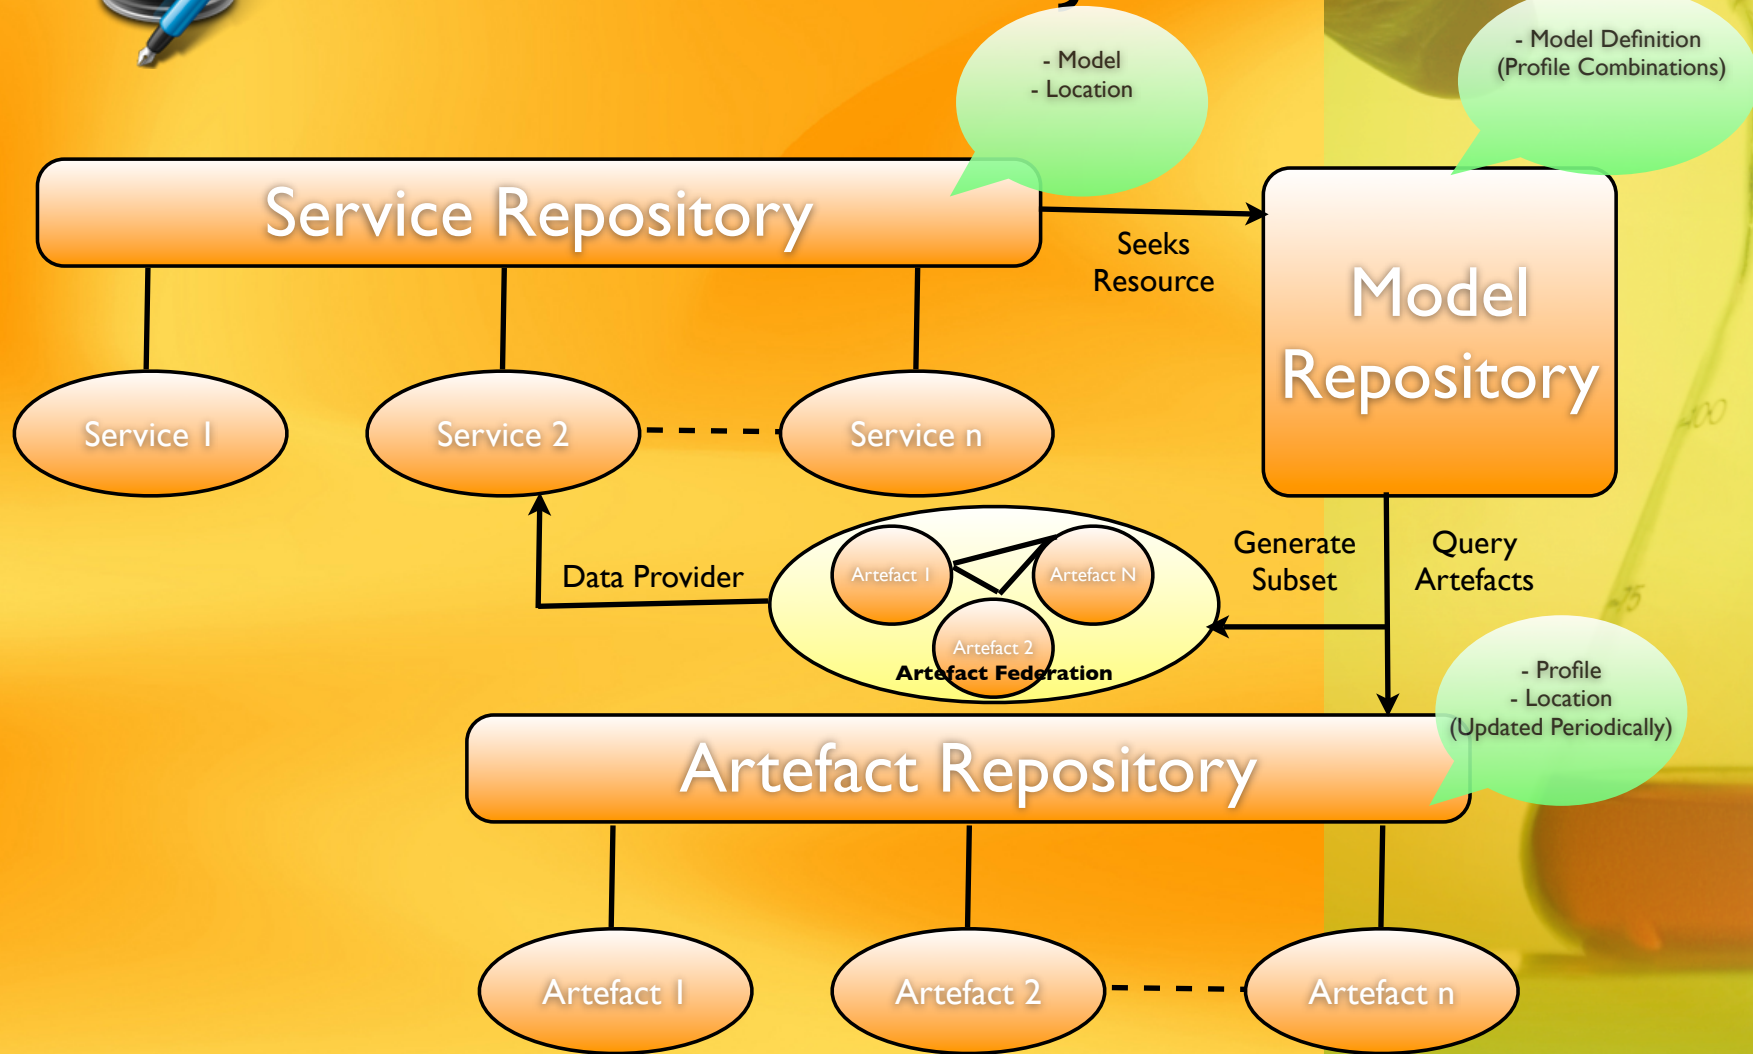 - Model
- Location
- Model Definition
(Profile Combinations)
Service Repository
Seeks
Resource
Model
Repository
Service 1
Service 2
Service n
Generate
Subset
Query
Artefacts
Data Provider
Artefact 1
Artefact N
Artefact 2
Artefact Federation
- Profile
- Location
(Updated Periodically)
Artefact Repository
Artefact 1
Artefact 2
Artefact n
100
75